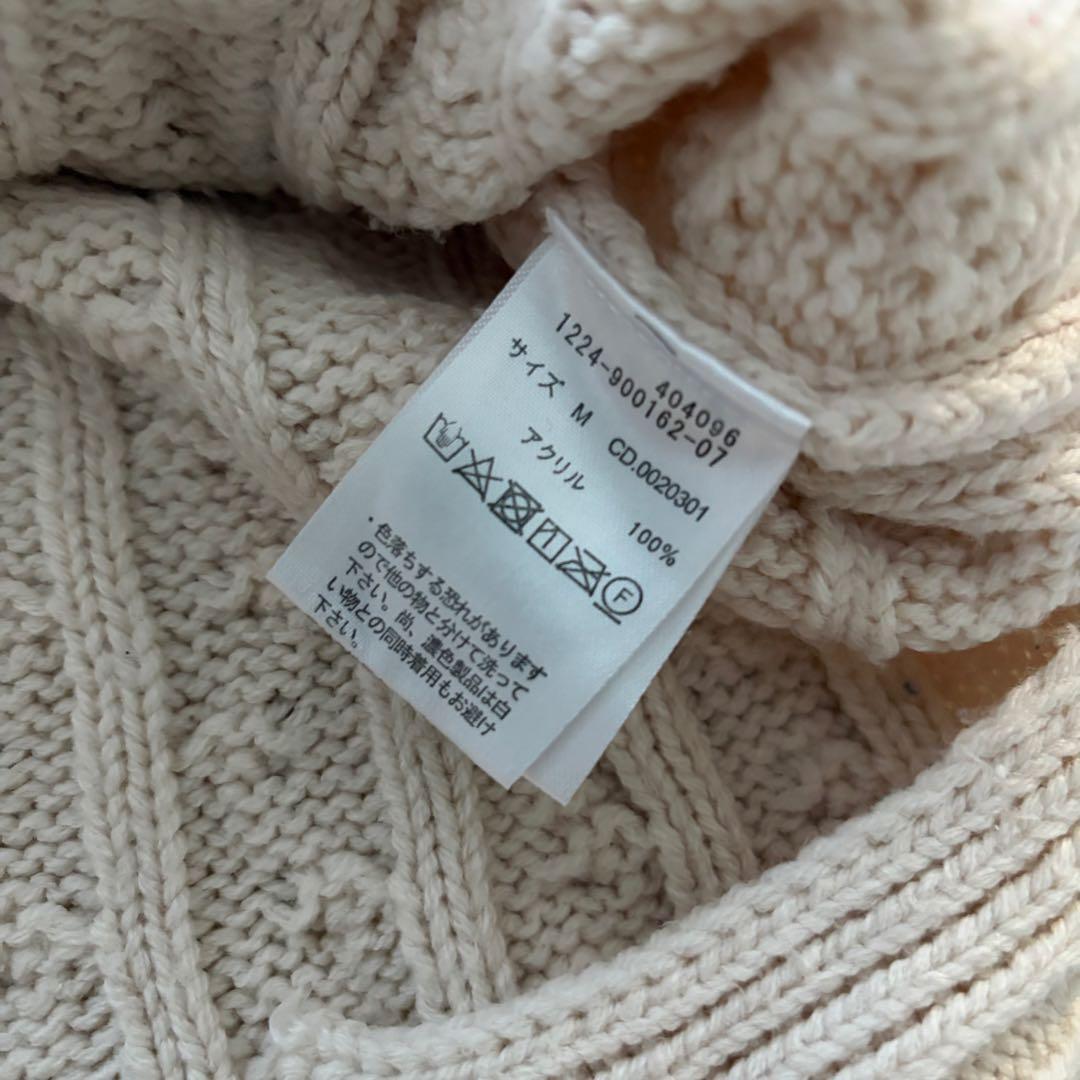 404096
1224-900162-07
サイズ M CD.0020301
アクリル 100%
F
・色落ちする恐れがあります
ので他の物と分けて洗って
下さい。尚、濃色製品は白
い物との同時着用もお避け
下さい。